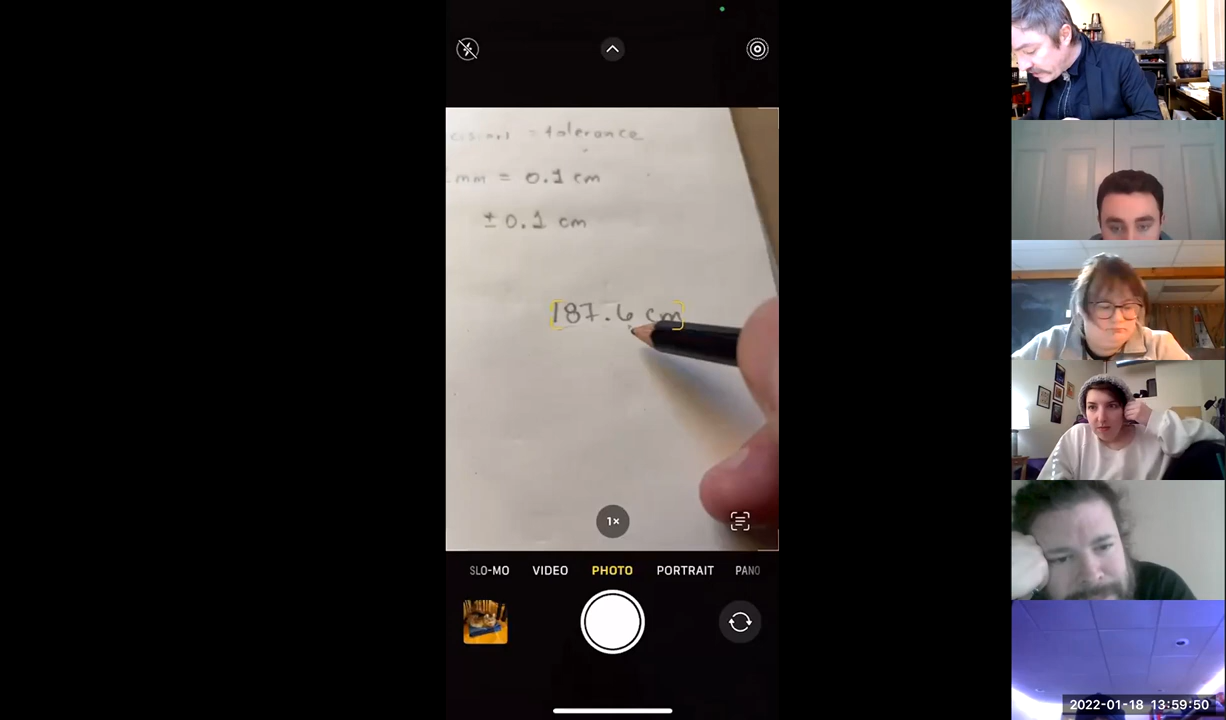 = tolerance
mm = 0.1 cm
± 0.1 cm
187.6 cm
1×
SLO-MO VIDEO PHOTO PORTRAIT PANO
2022-01-18 13:59:50